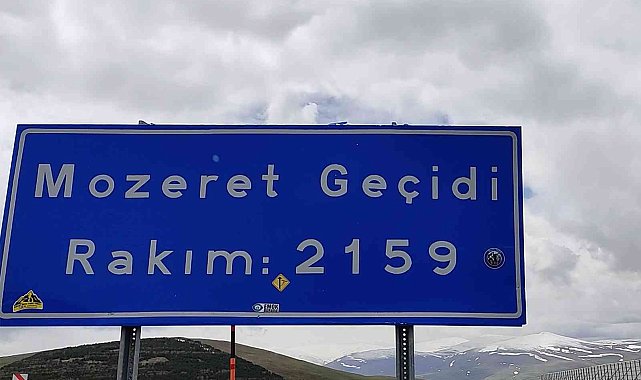 Mozeret Geçidi
Rakım: 2159